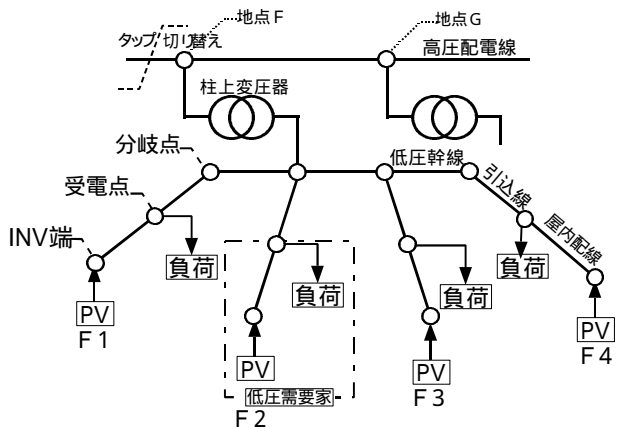 地点F
地点G
タップ切り替え
高圧配電線
柱上変圧器
分岐点
低圧幹線
受電点
引込線
屋内配線
INV端
負荷
負荷
負荷
負荷
PV
F1
PV
低圧需要家
F2
PV
F3
PV
F4